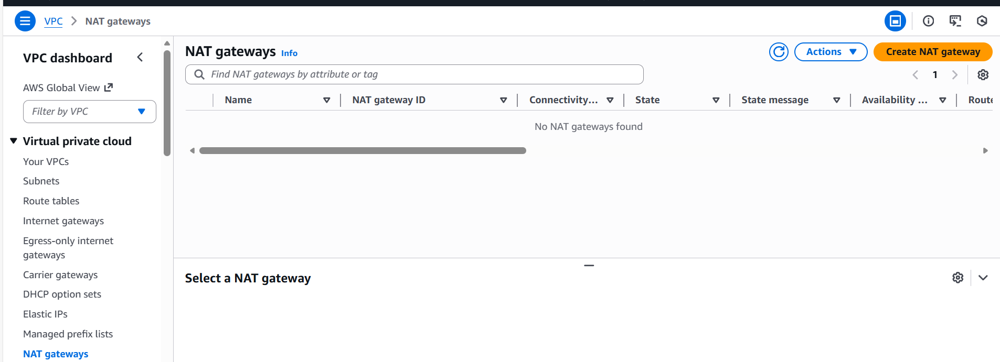 VPC > NAT gateways
VPC dashboard
AWS Global View
Filter by VPC
Virtual private cloud
Your VPCs
Subnets
Route tables
Internet gateways
Egress-only internet
gateways
Carrier gateways
DHCP option sets
Elastic IPs
Managed prefix lists
NAT gateways
NAT gateways Info
Actions
Create NAT gateway
Find NAT gateways by attribute or tag
1
Name NAT gateway ID Connectivity... State State message Availability ... Route
No NAT gateways found
Select a NAT gateway